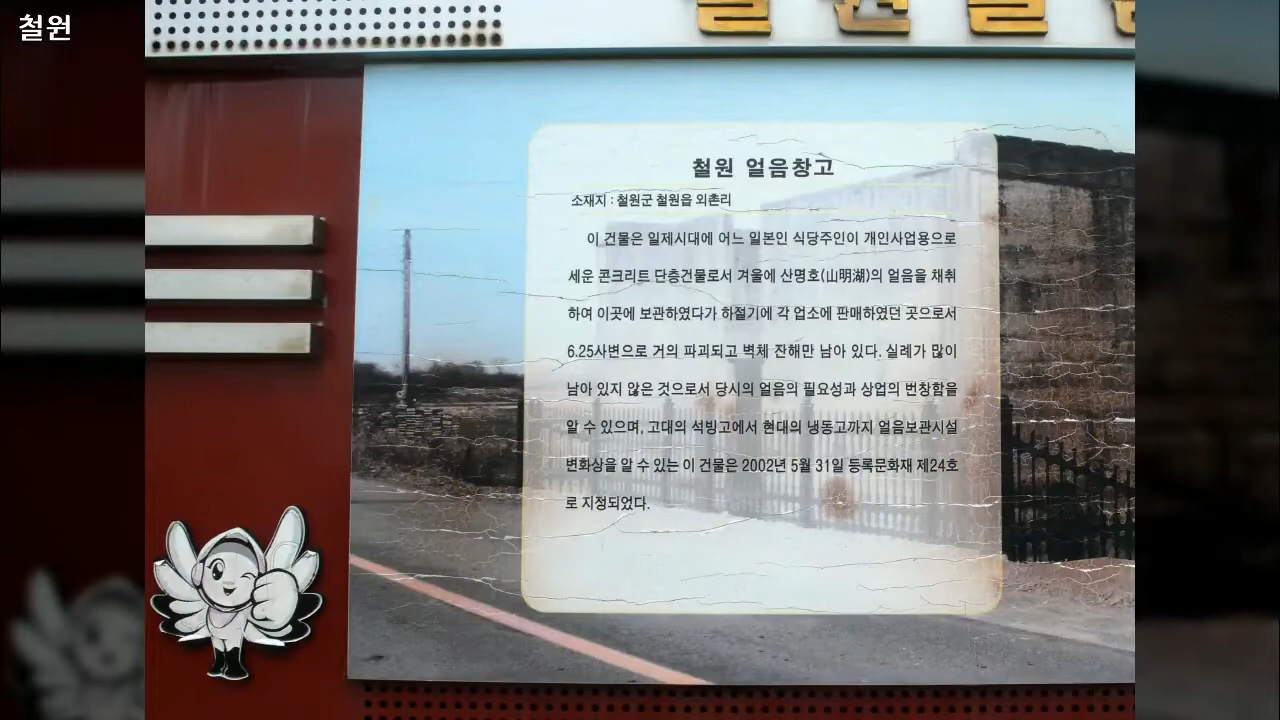 철원
철원 얼음창고
소재지 : 철원군 철원읍 외촌리
이 건물은 일제시대에 어느 일본인 식당주인이 개인사업용으로
세운 콘크리트 단층건물로서 겨울에 산명호(山明湖)의 얼음을 채취
하여 이곳에 보관하였다가 하절기에 각 업소에 판매하였던 곳으로서
6.25사변으로 거의 파괴되고 벽체 잔해만 남아 있다. 실례가 많이
남아 있지 않은 것으로서 당시의 얼음의 필요성과 상업의 번창함을
알 수 있으며, 고대의 석빙고에서 현대의 냉동고까지 얼음보관시설
변화상을 알 수 있는 이 건물은 2002년 5월 31일 등록문화재 제24호
로 지정되었다.